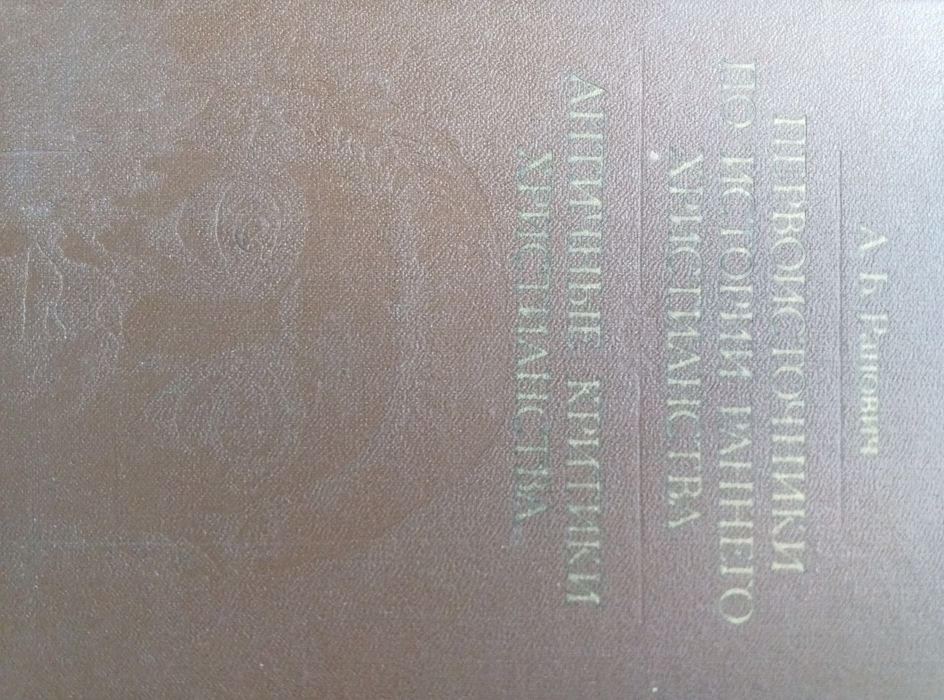 А. Б. Ранович
ПЕРВОИСТОЧНИКИ
ПО ИСТОРИИ РАННЕГО
ХРИСТИАНСТВА
АНТИЧНЫЕ КРИТИКИ
ХРИСТИАНСТВА